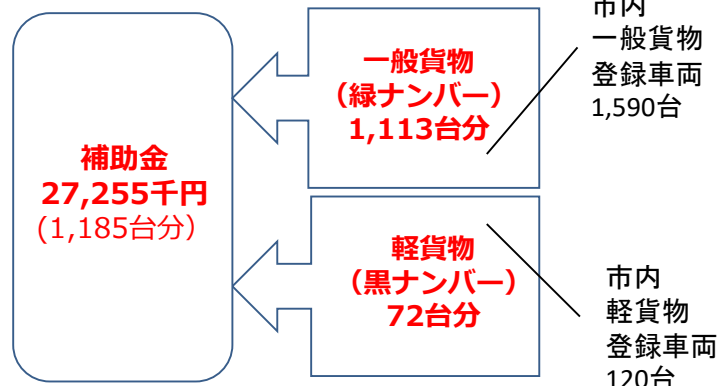 補助金
27,255千円
(1,185台分）
一般貨物
（緑ナンバー）
1,113台分
市内
一般貨物
登録車両
1,590台
軽貨物
（黒ナンバー）
72台分
市内
軽貨物
登録車両
120台